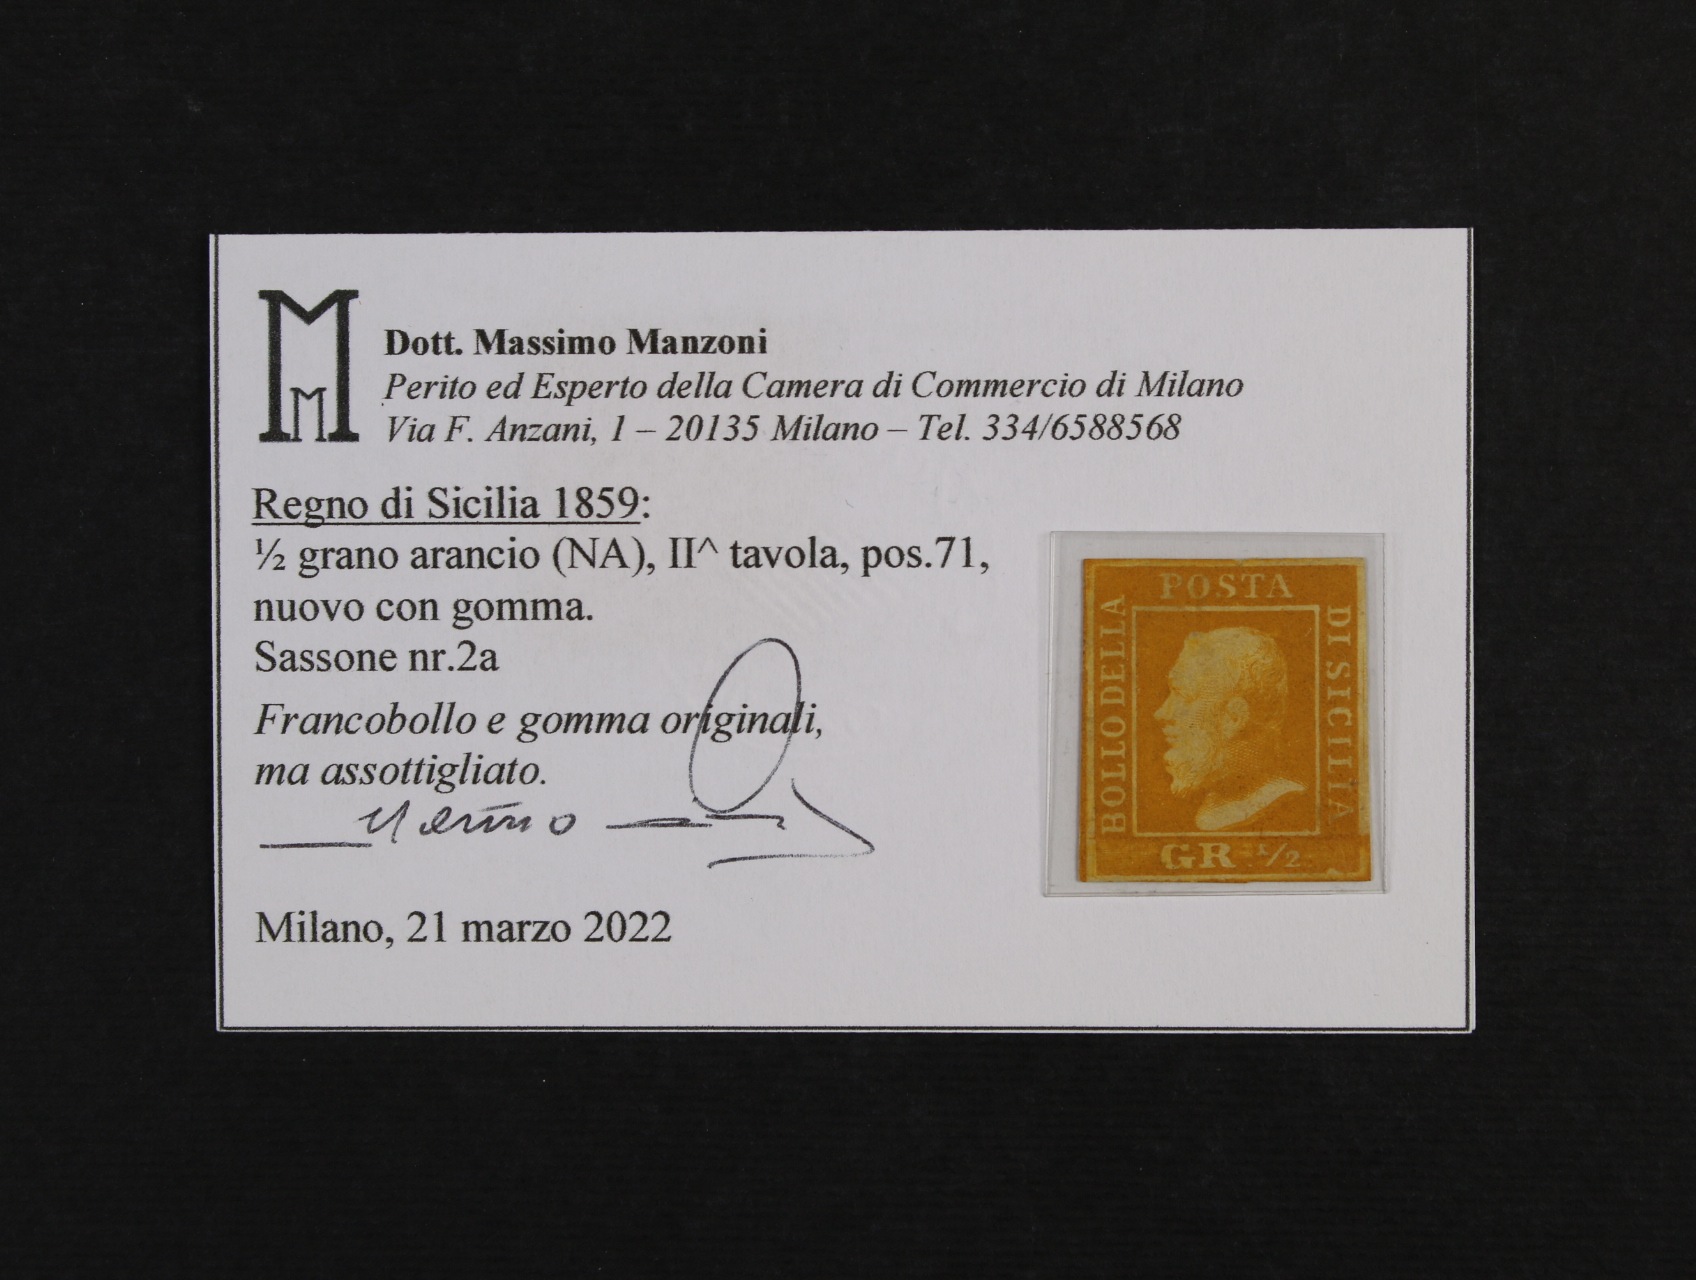 M
M
Dott. Massimo Manzoni
Perito ed Esperto della Camera di Commercio di Milano
Via F. Anzani, 1 – 20135 Milano – Tel. 334/6588568
Regno di Sicilia 1859:
½ grano arancio (NA), II^ tavola, pos.71,
nuovo con gomma.
Sassone nr.2a
Francobollo e gomma originali,
ma assottigliato.
Milano, 21 marzo 2022
BOLLO DELLA
POSTA
DI SICILIA
GR. ½